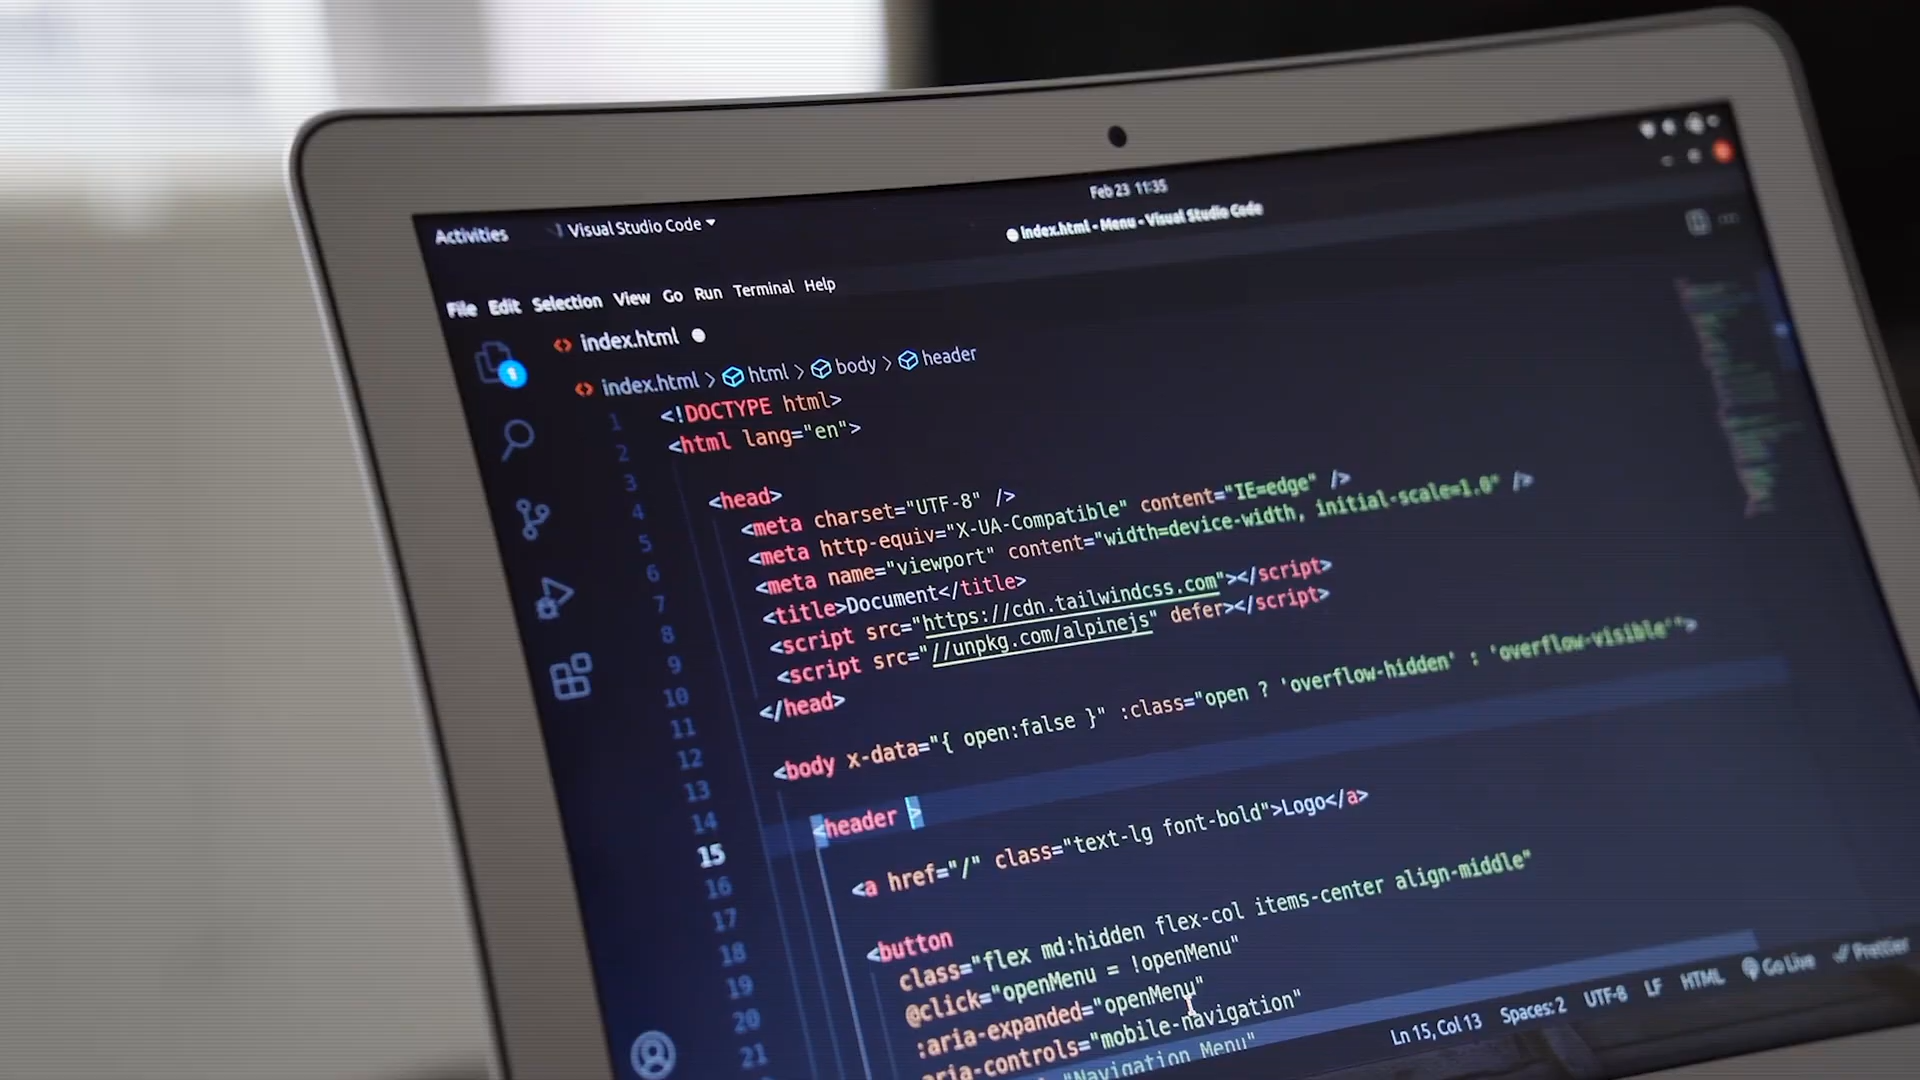 Feb 23 11:35
Activities Visual Studio Code
index.html - Menu - Visual Studio Code
File Edit Selection View Go Run Terminal Help
index.html
index.html > html > body > header
1 <!DOCTYPE html>
2 <html lang="en">
3
4 <head>
5 <meta charset="UTF-8" />
6 <meta http-equiv="X-UA-Compatible" content="IE=edge" />
7 <meta name="viewport" content="width=device-width, initial-scale=1.0" />
8 <title>Document</title>
9 <script src="https://cdn.tailwindcss.com"></script>
10 <script src="//unpkg.com/alpinejs" defer></script>
11 </head>
12
13 <body x-data="{ open:false }" :class="open ? 'overflow-hidden' : 'overflow-visible'">
14
15 <header >
16
17 <a href="/" class="text-lg font-bold">Logo</a>
18
19 <button
20 class="flex md:hidden flex-col items-center align-middle"
21 @click="openMenu = !openMenu"
:aria-expanded="openMenu"
aria-controls="mobile-navigation"
"Navigation Menu"
Ln 15, Col 13 Spaces: 2 UTF-8 LF HTML Go Live Prettier